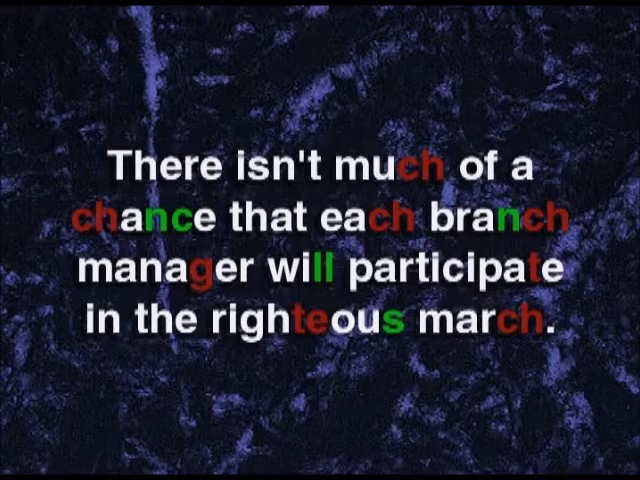 There isn't much of a
chance that each branch
manager will participate
in the righteous march.